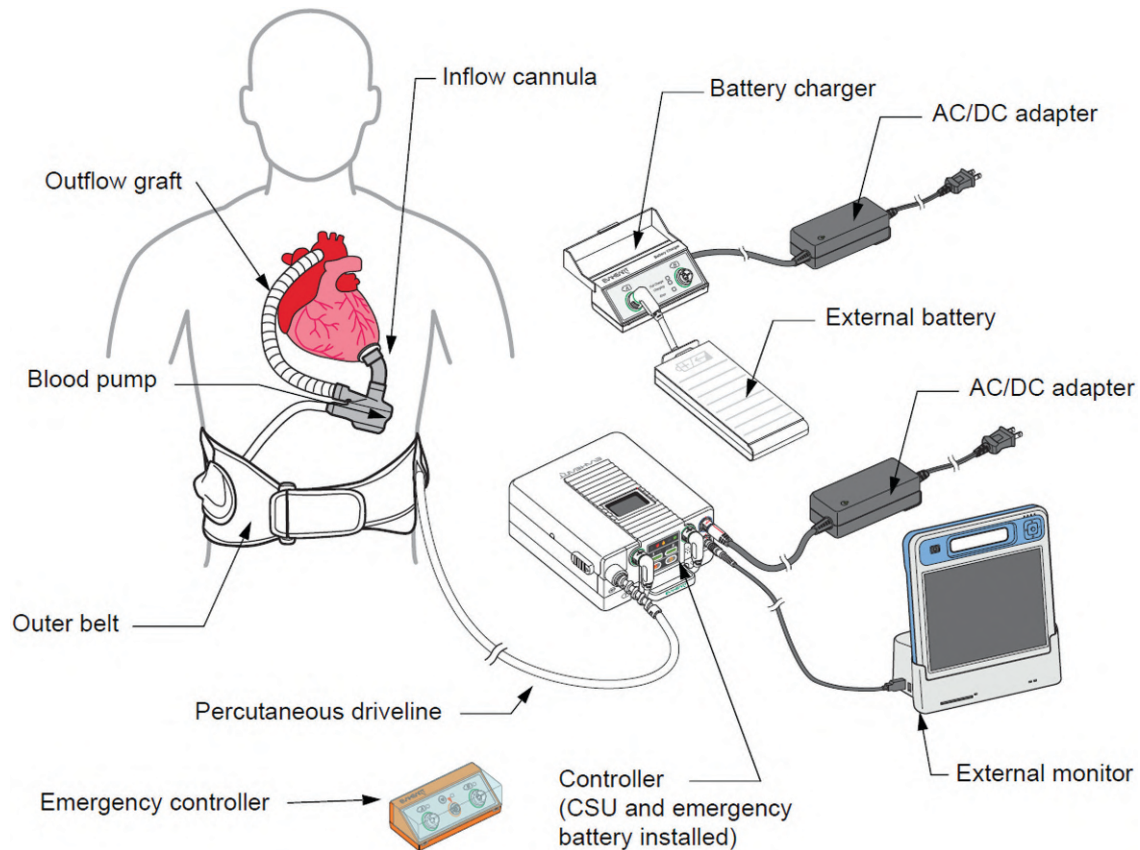 Inflow cannula
Battery charger
AC/DC adapter
Outflow graft
External battery
Blood pump
AC/DC adapter
Outer belt
Percutaneous driveline
External monitor
Emergency controller
Controller
(CSU and emergency
battery installed)